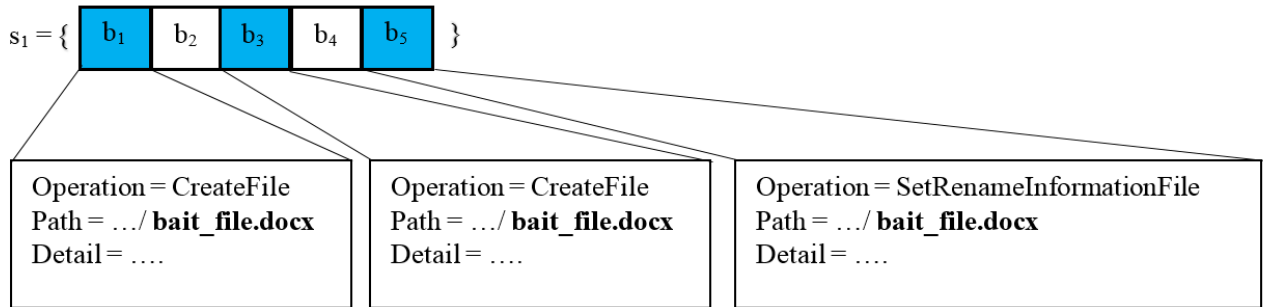 s₁ = { b₁ b₂ b₃ b₄ b₅ }
Operation = CreateFile
Path = …/ bait_file.docx
Detail = ….
Operation = CreateFile
Path = …/ bait_file.docx
Detail = ….
Operation = SetRenameInformationFile
Path = …/ bait_file.docx
Detail = ….